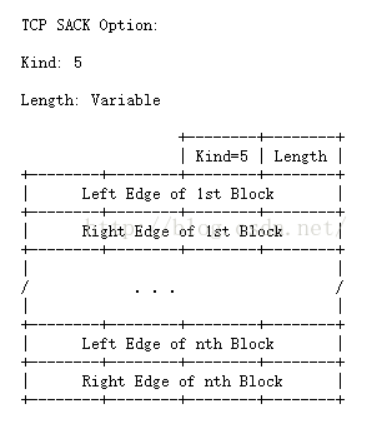 TCP SACK Option:
Kind: 5
Length: Variable
Kind=5 | Length
Left Edge of 1st Block
Right Edge of 1st Block
. . .
Left Edge of nth Block
Right Edge of nth Block